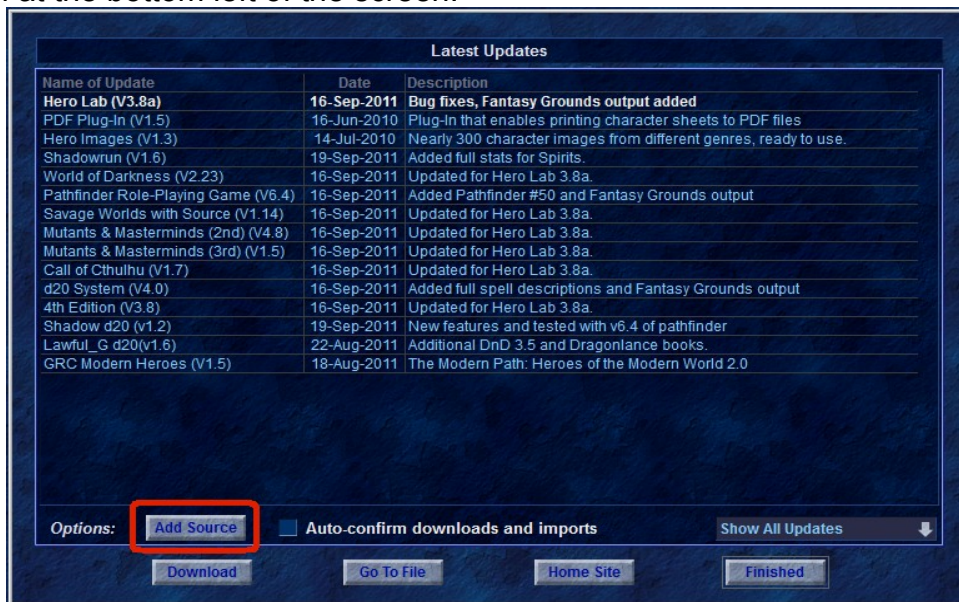 at the bottom left of the screen.
Latest Updates
Name of Update Date Description
Hero Lab (V3.8a) 16-Sep-2011 Bug fixes, Fantasy Grounds output added
PDF Plug-In (V1.5) 16-Jun-2010 Plug-In that enables printing character sheets to PDF files
Hero Images (V1.3) 14-Jul-2010 Nearly 300 character images from different genres, ready to use.
Shadowrun (V1.6) 19-Sep-2011 Added full stats for Spirits.
World of Darkness (V2.23) 16-Sep-2011 Updated for Hero Lab 3.8a.
Pathfinder Role-Playing Game (V6.4) 16-Sep-2011 Added Pathfinder #50 and Fantasy Grounds output
Savage Worlds with Source (V1.14) 16-Sep-2011 Updated for Hero Lab 3.8a.
Mutants & Masterminds (2nd) (V4.8) 16-Sep-2011 Updated for Hero Lab 3.8a.
Mutants & Masterminds (3rd) (V1.5) 16-Sep-2011 Updated for Hero Lab 3.8a.
Call of Cthulhu (V1.7) 16-Sep-2011 Updated for Hero Lab 3.8a.
d20 System (V4.0) 16-Sep-2011 Added full spell descriptions and Fantasy Grounds output
4th Edition (V3.8) 16-Sep-2011 Updated for Hero Lab 3.8a.
Shadow d20 (v1.2) 19-Sep-2011 New features and tested with v6.4 of pathfinder
Lawful_G d20(v1.6) 22-Aug-2011 Additional DnD 3.5 and Dragonlance books.
GRC Modern Heroes (V1.5) 18-Aug-2011 The Modern Path: Heroes of the Modern World 2.0
Options: Add Source Auto-confirm downloads and imports Show All Updates
Download Go To File Home Site Finished